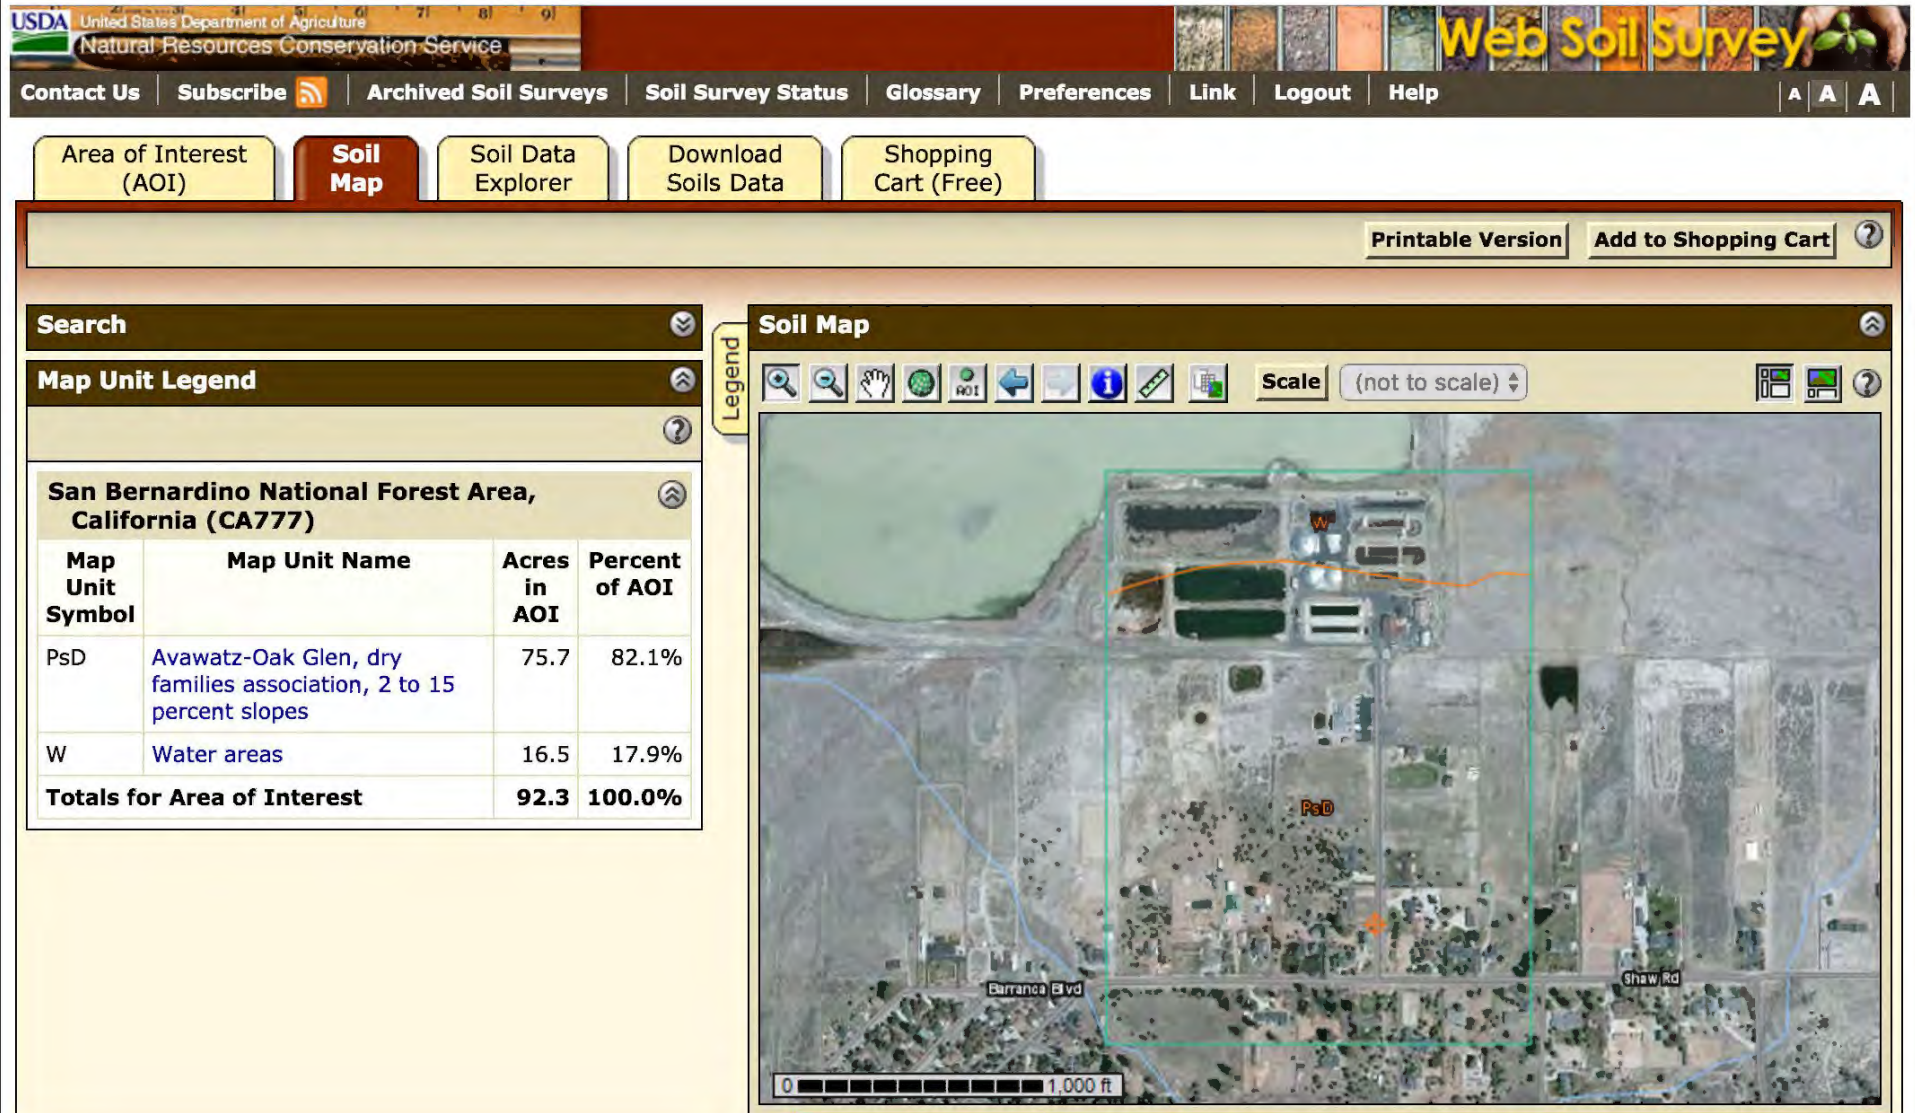 USDA United States Department of Agriculture
Natural Resources Conservation Service
Web Soil Survey
Contact Us Subscribe Archived Soil Surveys Soil Survey Status Glossary Preferences Link Logout Help A A A
Area of Interest
(AOI)
Soil
Map
Soil Data
Explorer
Download
Soils Data
Shopping
Cart (Free)
Printable Version Add to Shopping Cart ?
Search
Map Unit Legend
?
San Bernardino National Forest Area,
California (CA777)
Map
Unit
Symbol
Map Unit Name
Acres
in
AOI
Percent
of AOI
PsD Avawatz-Oak Glen, dry 75.7 82.1%
families association, 2 to 15
percent slopes
W Water areas 16.5 17.9%
Totals for Area of Interest 92.3 100.0%
Legend
Soil Map
AOI i Scale (not to scale) ?
W
PsD
Shaw Rd
Barranca Blvd
0 1,000 ft